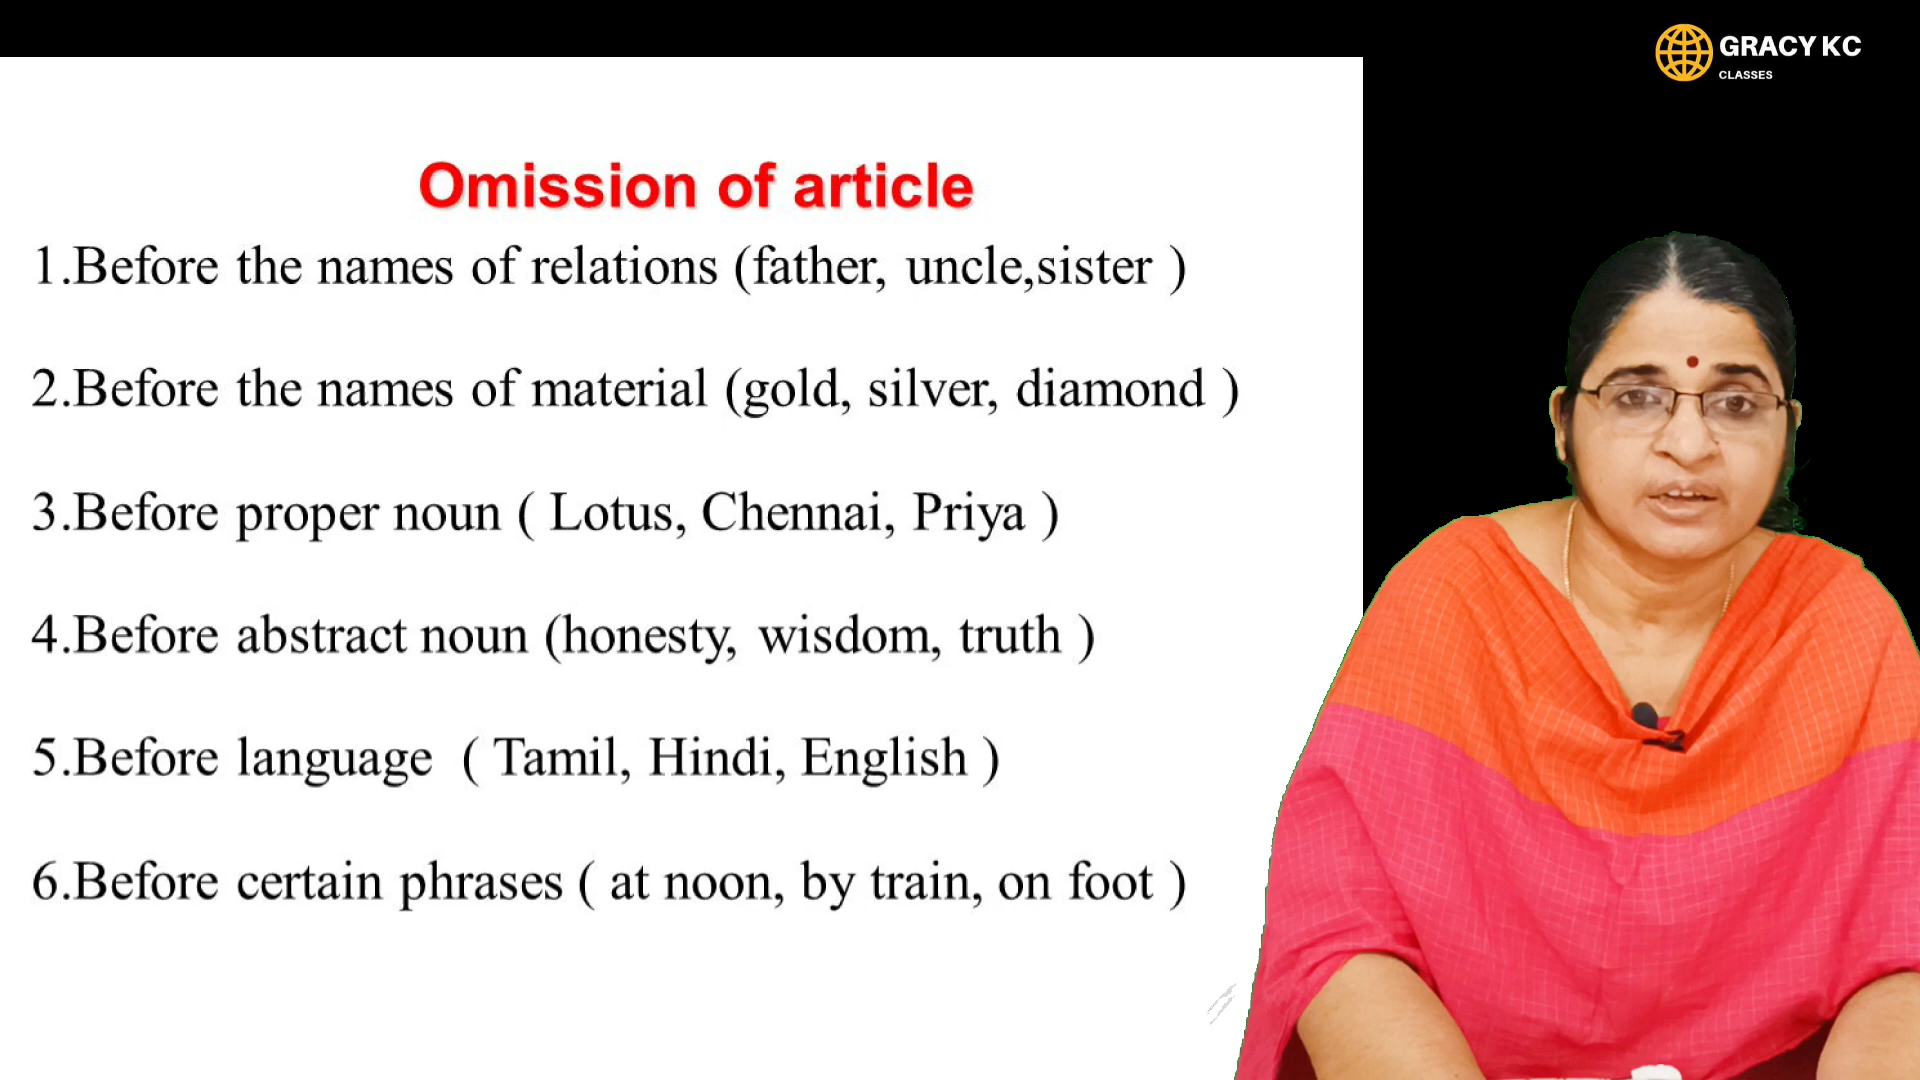 GRACY KC
CLASSES
Omission of article
1.Before the names of relations (father, uncle,sister )
2.Before the names of material (gold, silver, diamond )
3.Before proper noun ( Lotus, Chennai, Priya )
4.Before abstract noun (honesty, wisdom, truth )
5.Before language  ( Tamil, Hindi, English )
6.Before certain phrases ( at noon, by train, on foot )